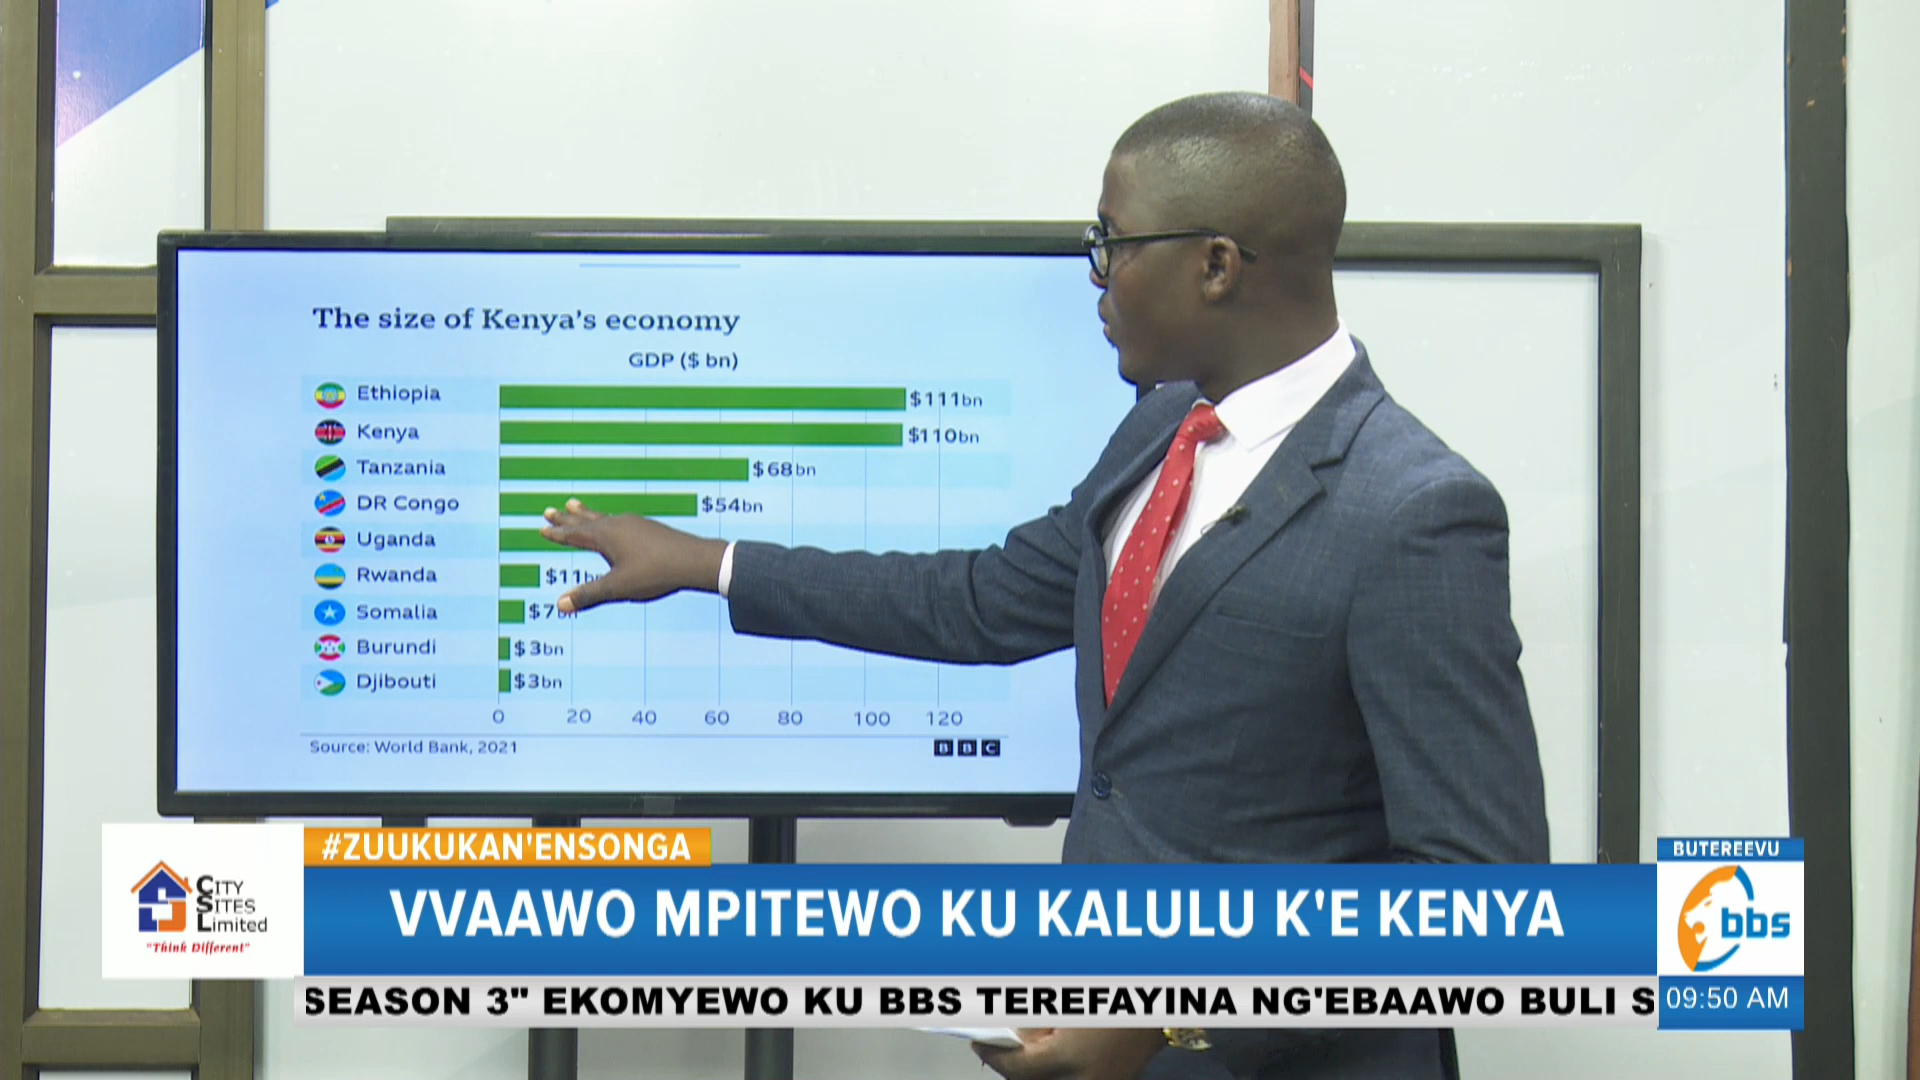 The size of Kenya's economy
GDP ($ bn)
Ethiopia $111bn
Kenya $110bn
Tanzania $68bn
DR Congo $54bn
Uganda
Rwanda $11bn
Somalia $7bn
Burundi $3bn
Djibouti $3bn
0 20 40 60 80 100 120
Source: World Bank, 2021
BBC
CITY
SITES
Limited
"Think Different"
#ZUUKUKAN'ENSONGA
VVAAWO MPITEWO KU KALULU K'E KENYA
BUTEREEVU
bbs
SEASON 3" EKOMYEWO KU BBS TEREFAYINA NG'EBAAWO BULI S
09:50 AM